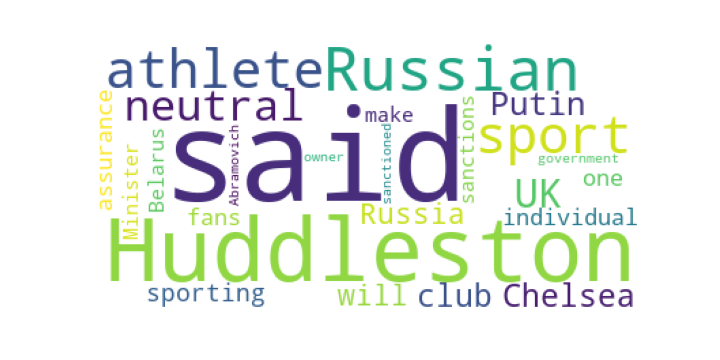 athlete Russian
neutral said make Putin
assurance Minister Belarus Abramovich owner sanctioned sanctions sport government
one
fans Russia UK individual
Huddleston
sporting will club Chelsea